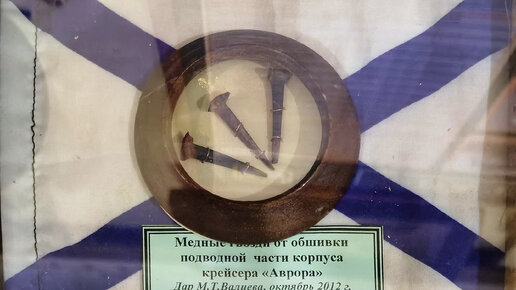 Медные гвозди от обшивки
подводной части корпуса
крейсера «Аврора»
Дар М.Т.Валиева, октябрь 2012 г.